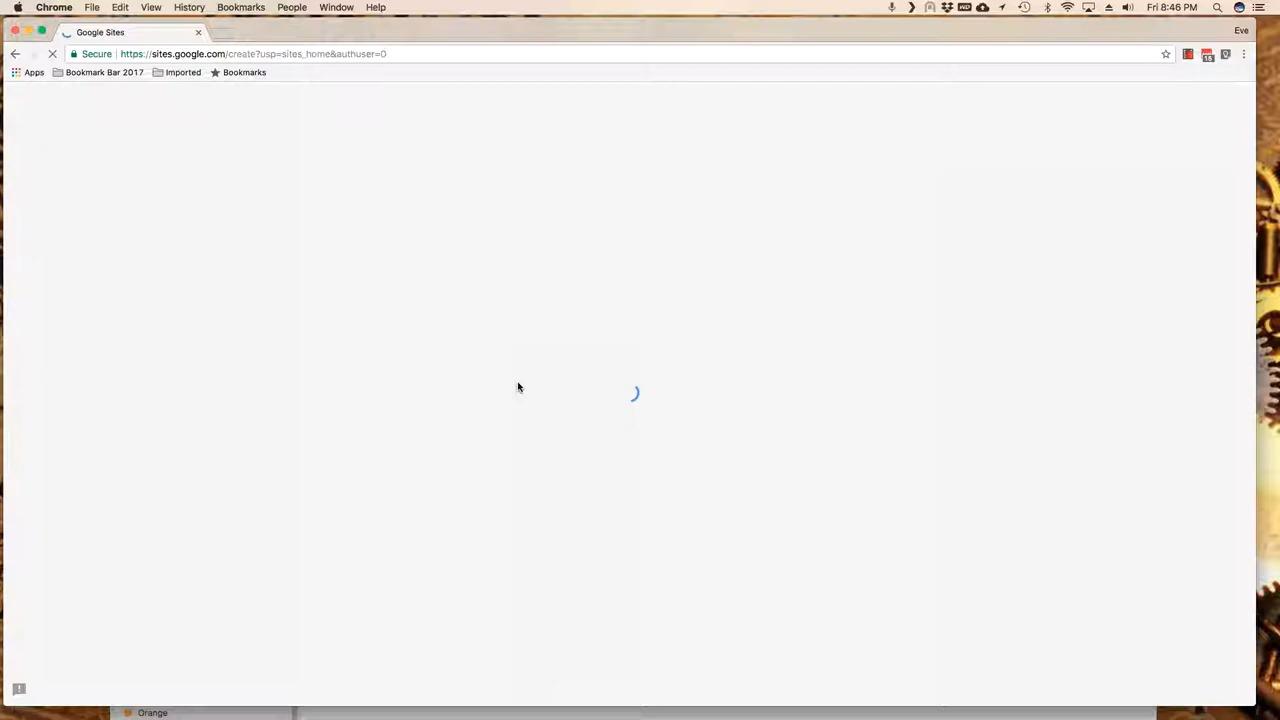 Chrome File Edit View History Bookmarks People Window Help Fri 8:46 PM
Google Sites Eve
Secure https://sites.google.com/create?usp=sites_home&authuser=0 15
Apps Bookmark Bar 2017 Imported Bookmarks
Orange